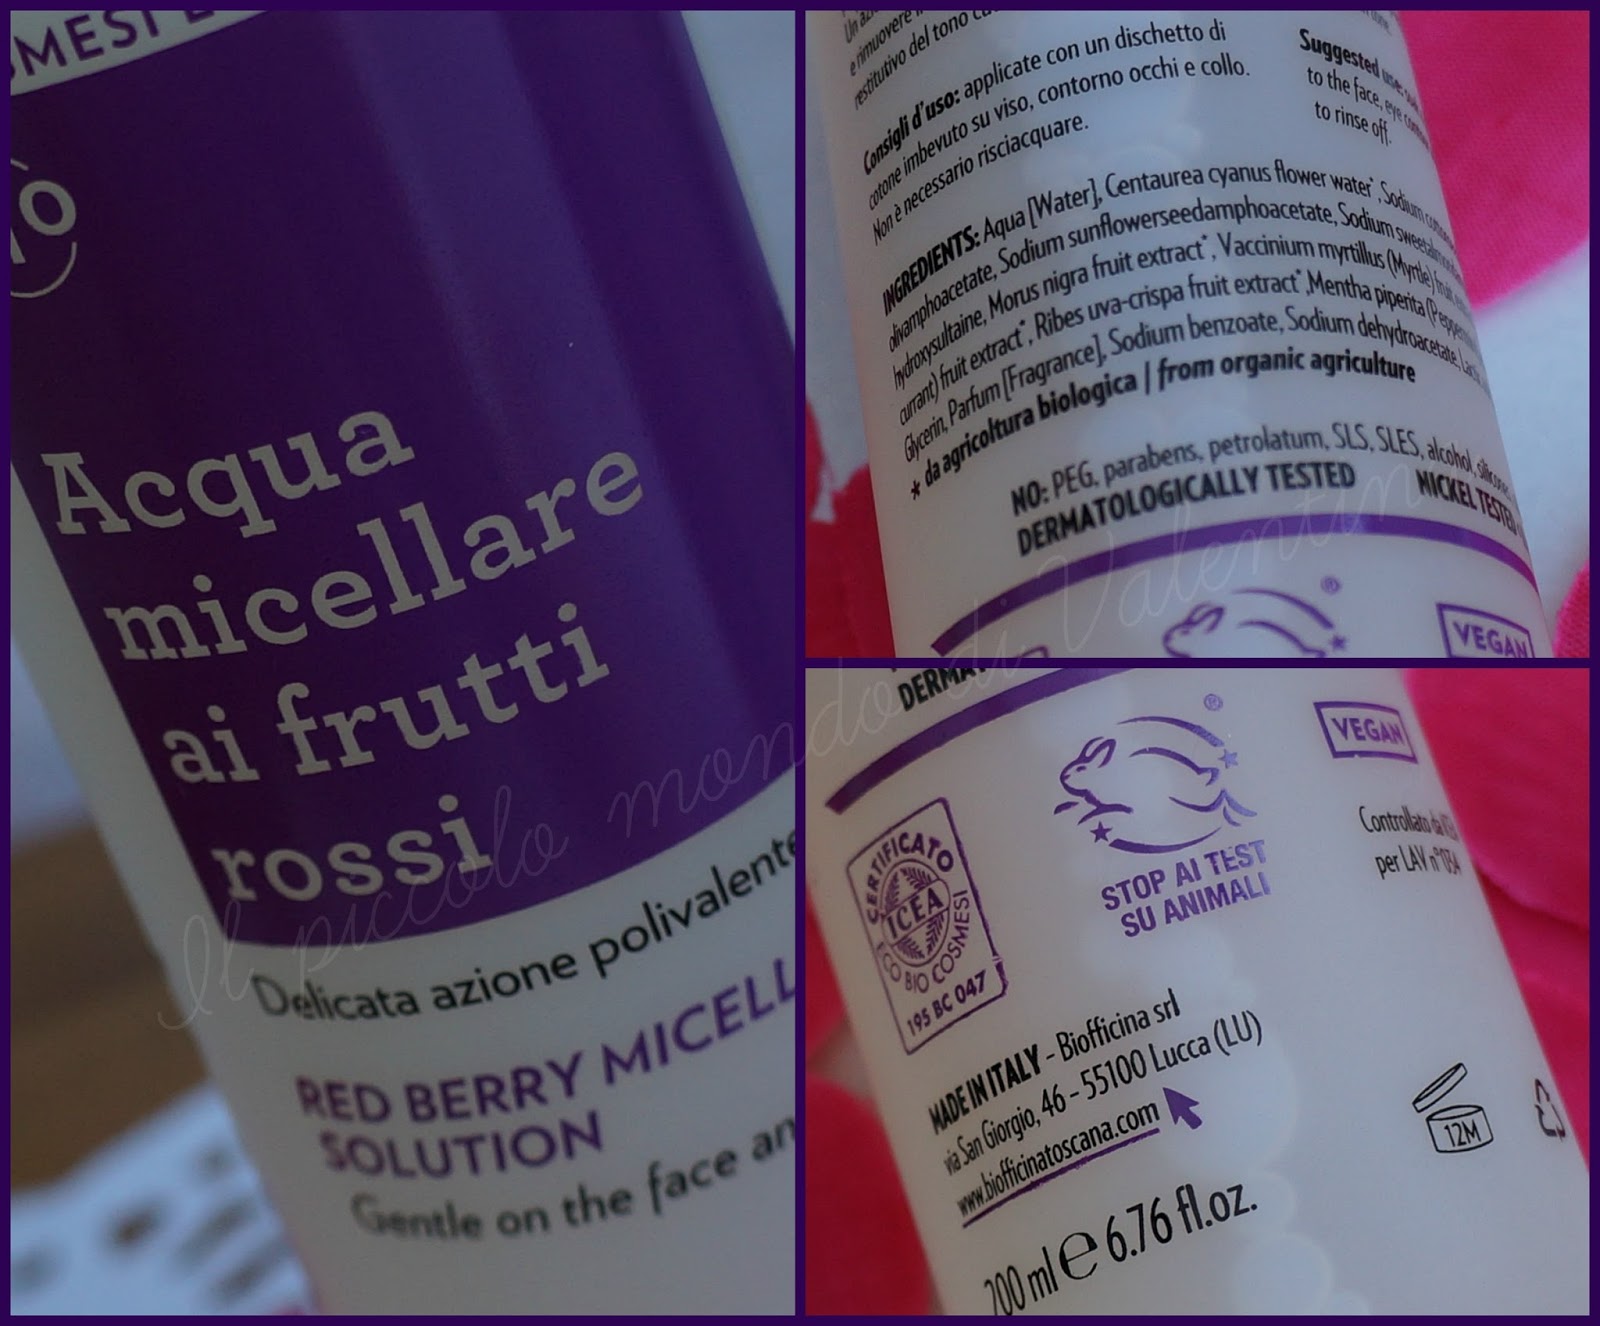 Acqua
micellare
ai frutti
rossi
Delicata azione polivalente
RED BERRY
SOLUTION
Gentle on the face
restitutivo del tono
Consigli d'uso: applicate con un dischetto di
cotone imbevuto su viso, contorno occhi e collo.
Non è necessario risciacquare.
Suggested
to the face, eye
to rinse off.
INGREDIENTS: Aqua [Water], Centaurea cyanus flower water*, Sodium
olivamphoacetate, Sodium sunflowerseedamphoacetate, Sodium
hydroxysultaine, Morus nigra fruit extract*, Vaccinium myrtillus (Myrtle)
currant) fruit extract*, Ribes uva-crispa fruit extract*, Mentha piperita
Glycerin, Parfum [Fragrance], Sodium benzoate, Sodium dehydroacetate,
* da agricoltura biologica | from organic agriculture
NO: PEG, parabens, petrolatum, SLS, SLES, alcohol,
DERMATOLOGICALLY TESTED NICKEL TESTED
®
VEGAN
®
VEGAN
CERTIFICATO
ICEA
ECO BIO COSMESI
195 BC 047
STOP AI TEST
SU ANIMALI
Controllato da
per LAV n°
MADE IN ITALY - Biofficina srl
via San Giorgio, 46 - 55100 Lucca (LU)
www.biofficinatoscana.com
12M
200 ml e 6.76 fl.oz.
Il piccolo mondo di Valentina